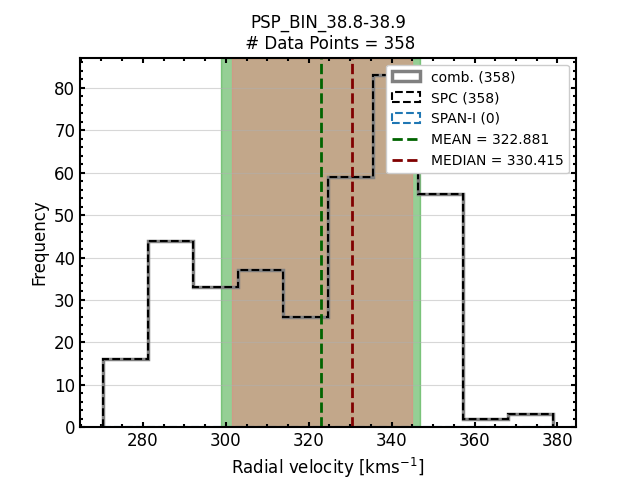 PSP_BIN_38.8-38.9
# Data Points = 358
comb. (358)
SPC (358)
SPAN-I (0)
MEAN = 322.881
MEDIAN = 330.415
Frequency
80
70
60
50
40
30
20
10
0
280
300
320
340
360
380
Radial velocity [kms⁻¹]